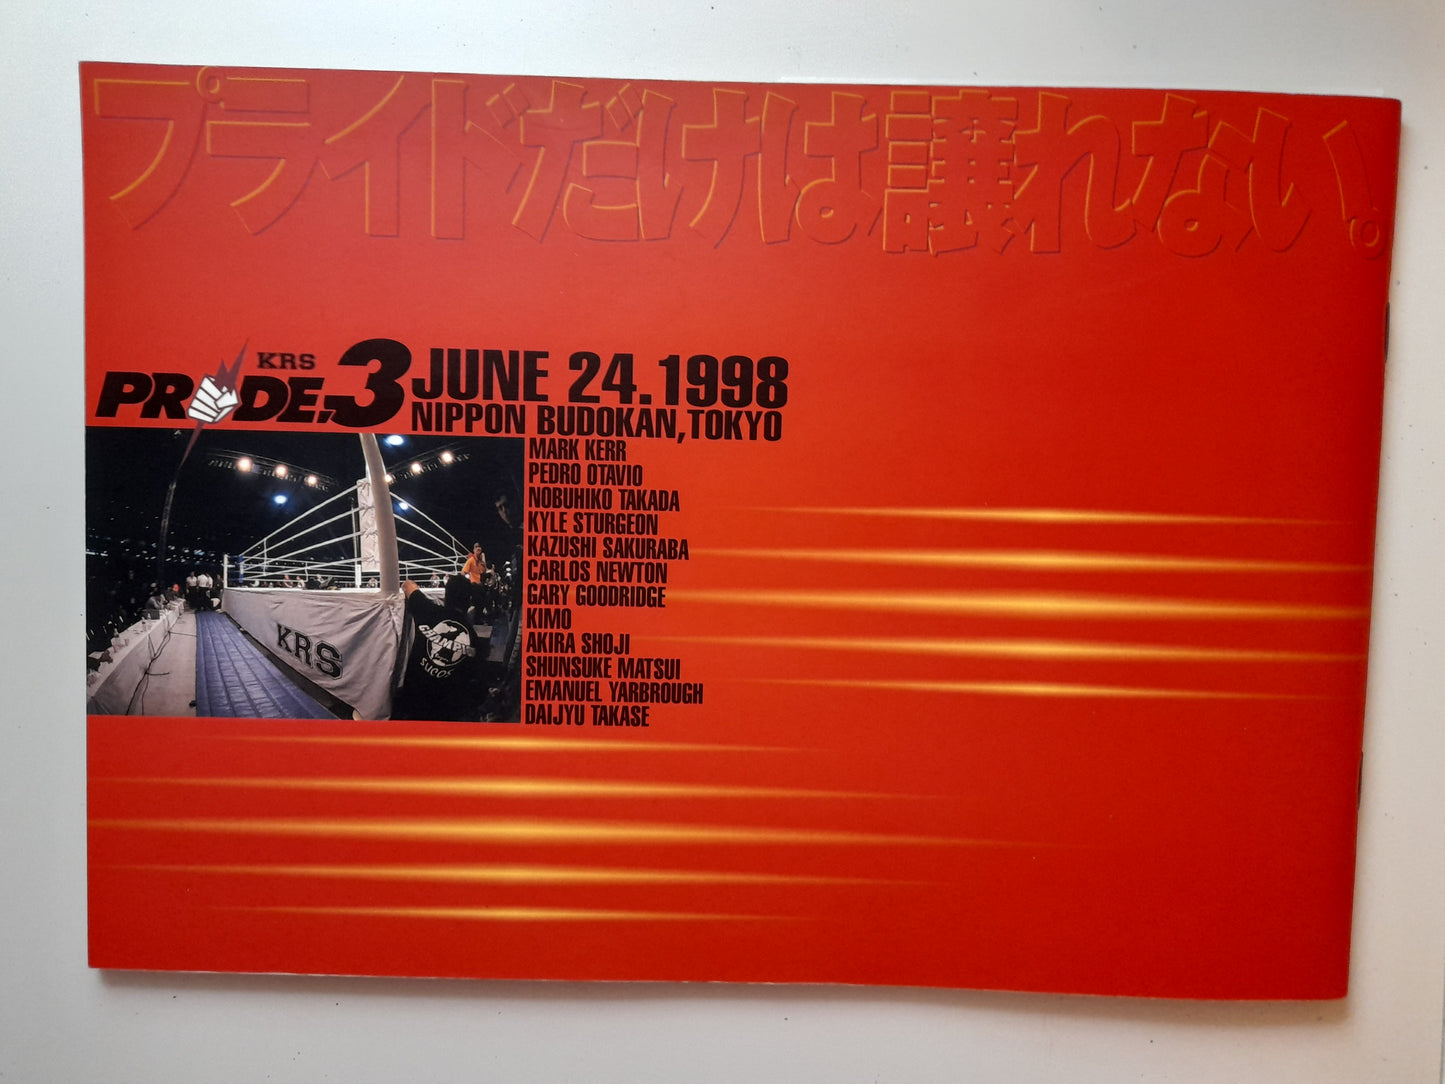 プライドだけは譲れない。
KRS
PRIDE.3
JUNE 24.1998
NIPPON BUDOKAN,TOKYO
MARK KERR
PEDRO OTAVIO
NOBUHIKO TAKADA
KYLE STURGEON
KAZUSHI SAKURABA
CARLOS NEWTON
GARY GOODRIDGE
KIMO
AKIRA SHOJI
SHUNSUKE MATSUI
EMANUEL YARBROUGH
DAIJYU TAKASE
KRS